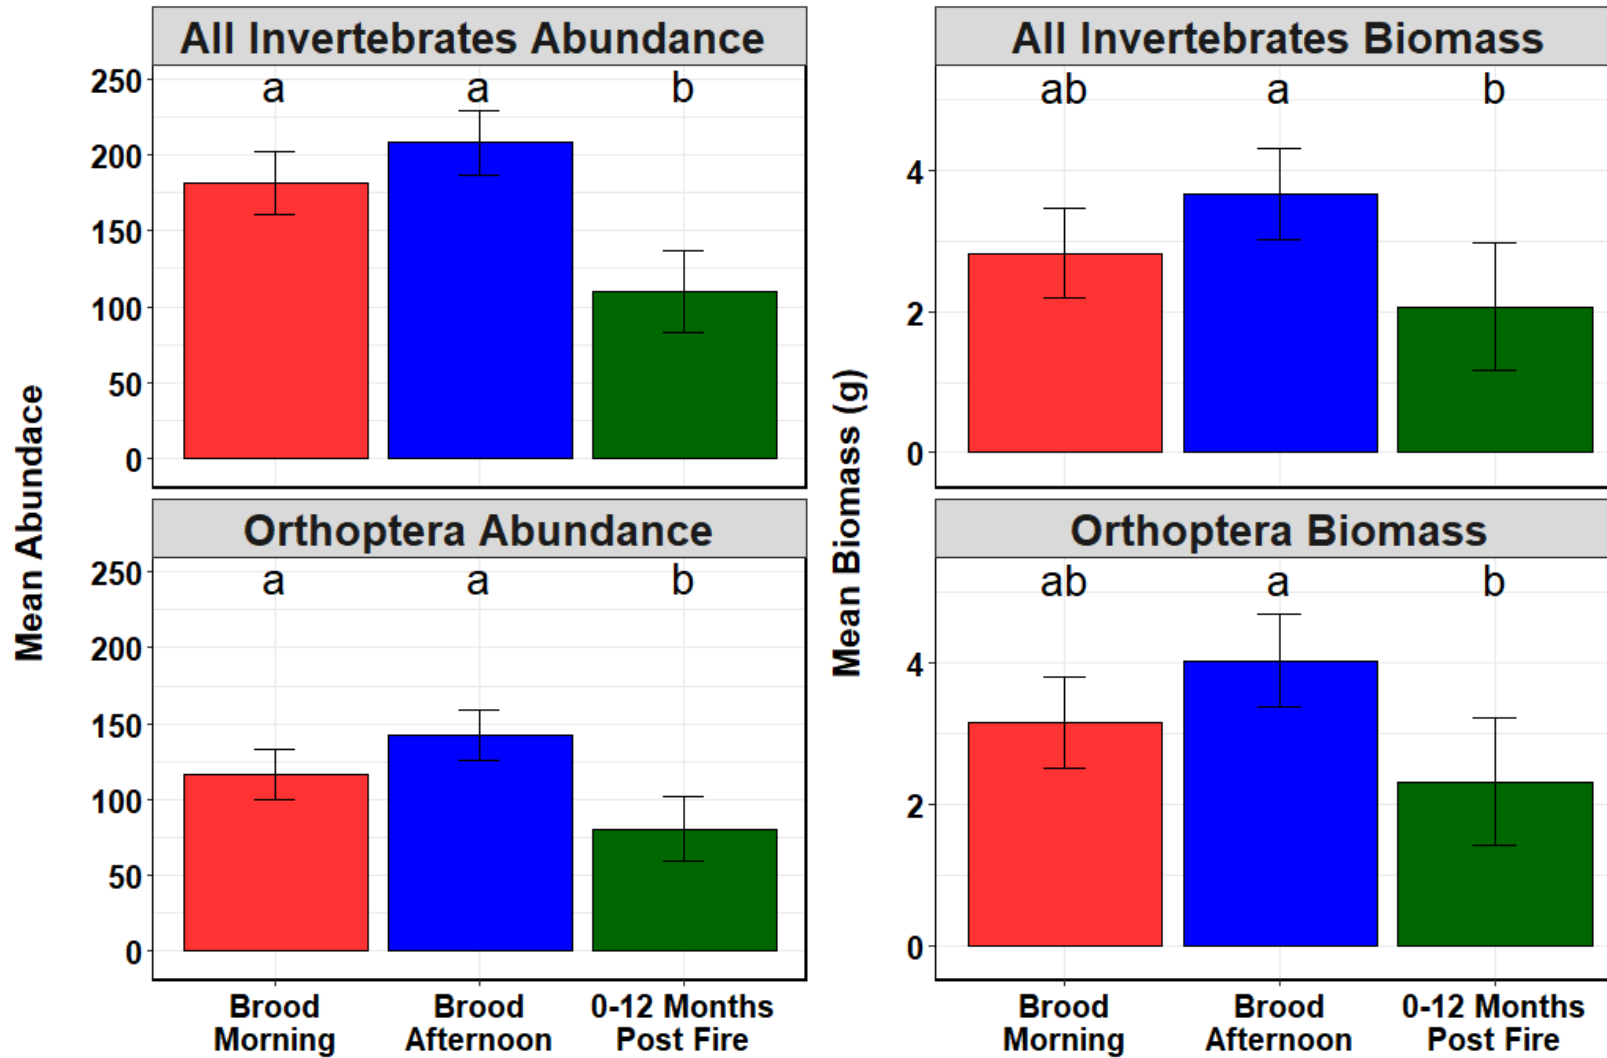 All Invertebrates Abundance
a a b
250
200
150
100
50
0
Orthoptera Abundance
a a b
250
200
150
100
50
0
Mean Abundace
Brood Morning
Brood Afternoon
0-12 Months Post Fire
All Invertebrates Biomass
ab a b
4
2
0
Orthoptera Biomass
ab a b
4
2
0
Mean Biomass (g)
Brood Morning
Brood Afternoon
0-12 Months Post Fire